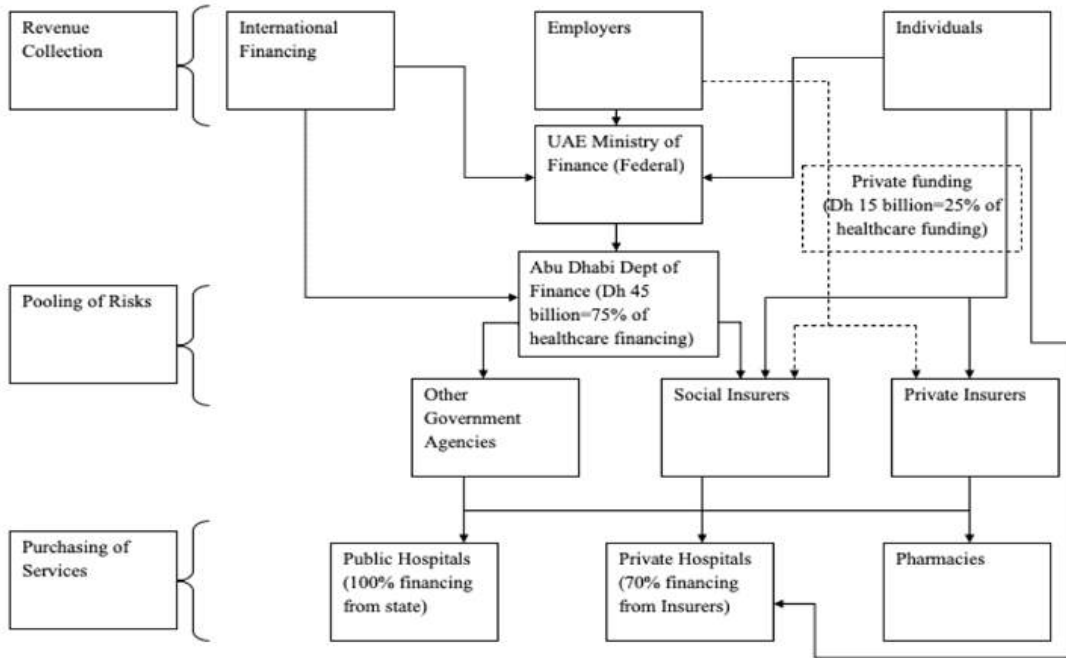 Revenue
Collection
International
Financing
Employers
Individuals
UAE Ministry of
Finance (Federal)
Private funding
(Dh 15 billion=25% of
healthcare funding)
Pooling of Risks
Abu Dhabi Dept of
Finance (Dh 45
billion=75% of
healthcare financing)
Other
Government
Agencies
Social Insurers
Private Insurers
Purchasing of
Services
Public Hospitals
(100% financing
from state)
Private Hospitals
(70% financing
from Insurers)
Pharmacies